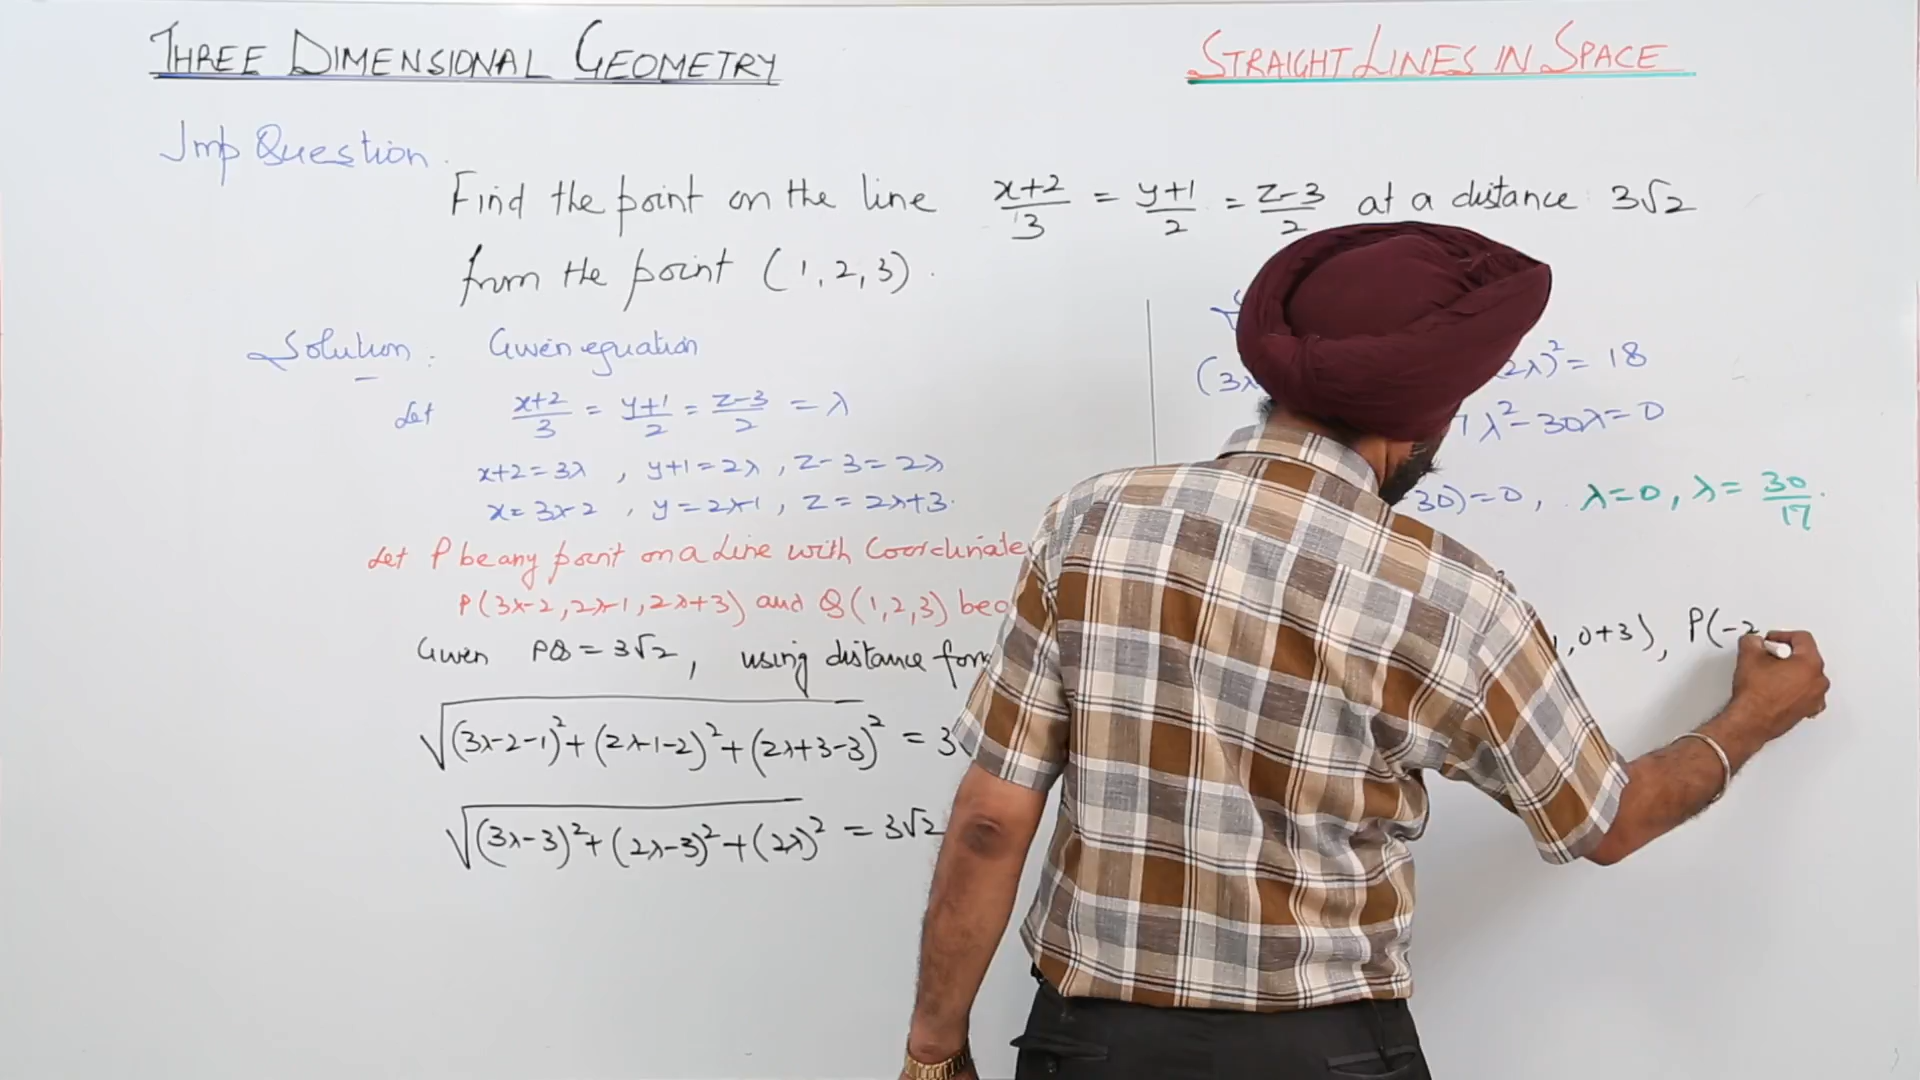 THREE DIMENSIONAL GEOMETRY
STRAIGHT LINES IN SPACE
Imp Question.
Find the point on the line (x+2)/3 = (y+1)/2 = (z-3)/2 at a distance 3√2
from the point (1, 2, 3).
Solution: Given equation
Let (x+2)/3 = (y+1)/2 = (z-3)/2 = λ
x+2=3λ, y+1=2λ, z-3=2λ
x=3λ-2, y=2λ-1, z=2λ+3.
Let P be any point on a Line with Coordinate
P(3λ-2, 2λ-1, 2λ+3) and Q(1,2,3)
Given PQ = 3√2, using distance
√((3λ-2-1)²+(2λ-1-2)²+(2λ+3-3)²) = 3
√((3λ-3)²+(2λ-3)²+(2λ)²) = 3√2
(3λ 2λ)² = 18
λ²-30λ=0
30)=0, λ=0, λ=30/17.
,0+3), P(-2